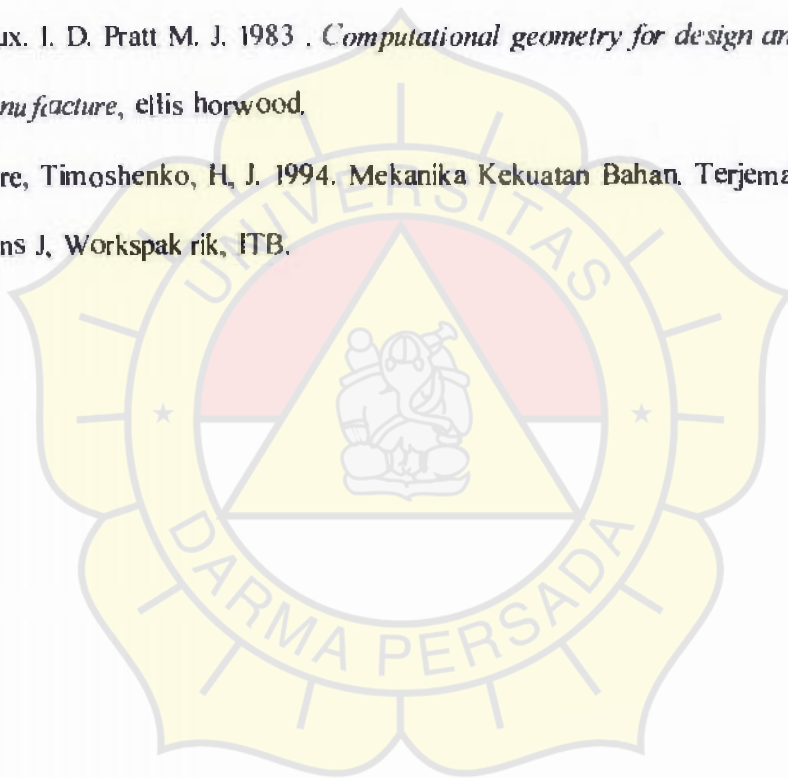 ux. I. D. Pratt M. J. 1983 . Computational geometry for design an
nufacture, ellis horwood,
re, Timoshenko, H, J. 1994. Mekanika Kekuatan Bahan. Terjema
ns J, Workspak rik, ITB.
UNIVERSITAS
DARMA PERSADA